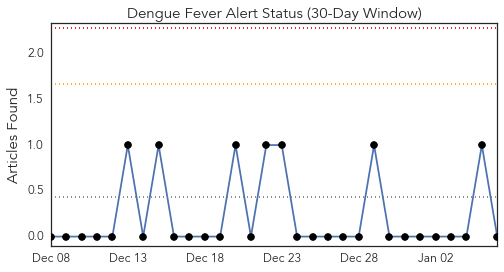 Dengue Fever Alert Status (30-Day Window)
Articles Found
2.0
1.5
1.0
0.5
0.0
Dec 08 Dec 13 Dec 18 Dec 23 Dec 28 Jan 02